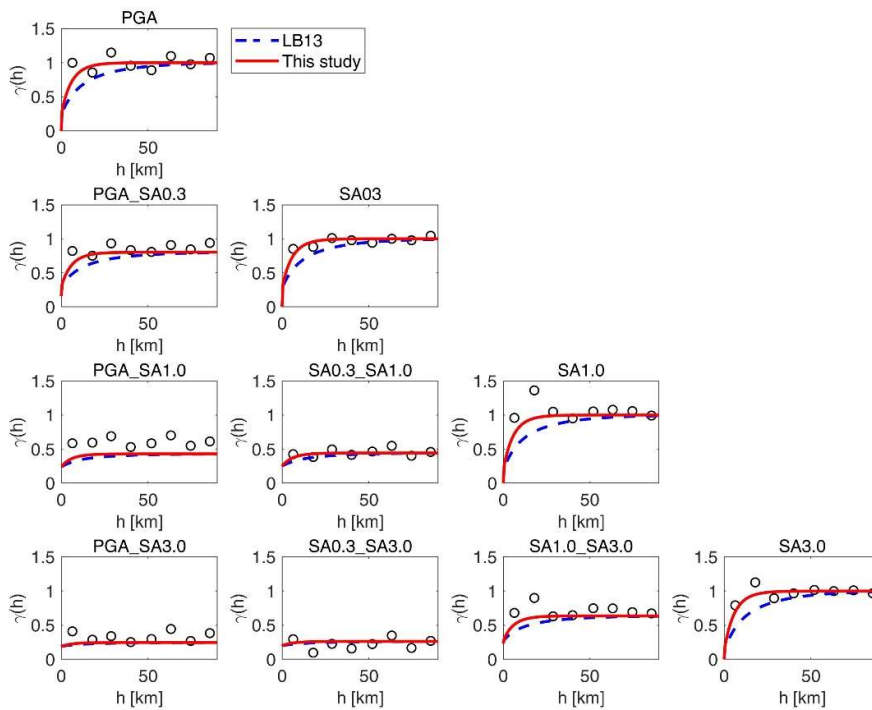 PGA
1.5
1
0.5
0
γ(h)
0 50
h [km]
LB13
This study
PGA_SA0.3
1.5
1
0.5
0
γ(h)
0 50
h [km]
SA03
1.5
1
0.5
0
γ(h)
0 50
h [km]
PGA_SA1.0
1.5
1
0.5
0
γ(h)
0 50
h [km]
SA0.3_SA1.0
1.5
1
0.5
0
γ(h)
0 50
h [km]
SA1.0
1.5
1
0.5
0
γ(h)
0 50
h [km]
PGA_SA3.0
1.5
1
0.5
0
γ(h)
0 50
h [km]
SA0.3_SA3.0
1.5
1
0.5
0
γ(h)
0 50
h [km]
SA1.0_SA3.0
1.5
1
0.5
0
γ(h)
0 50
h [km]
SA3.0
1.5
1
0.5
0
γ(h)
0 50
h [km]